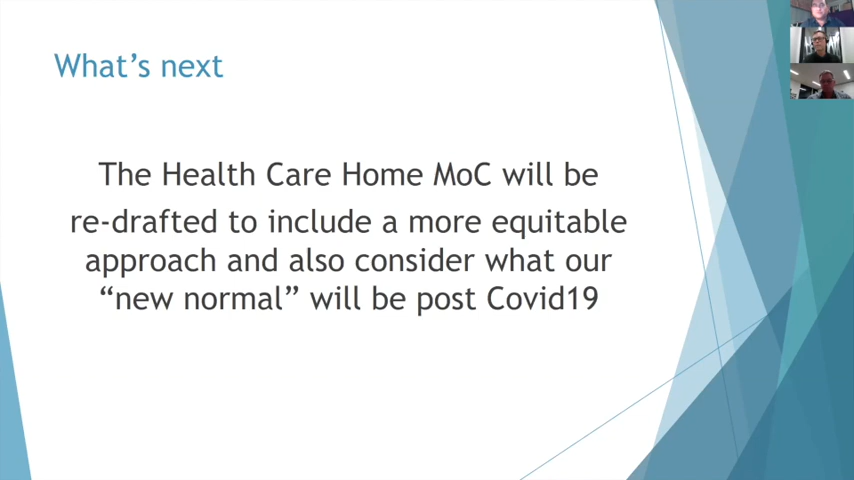 What’s next
The Health Care Home MoC will be
re-drafted to include a more equitable
approach and also consider what our
“new normal” will be post Covid19